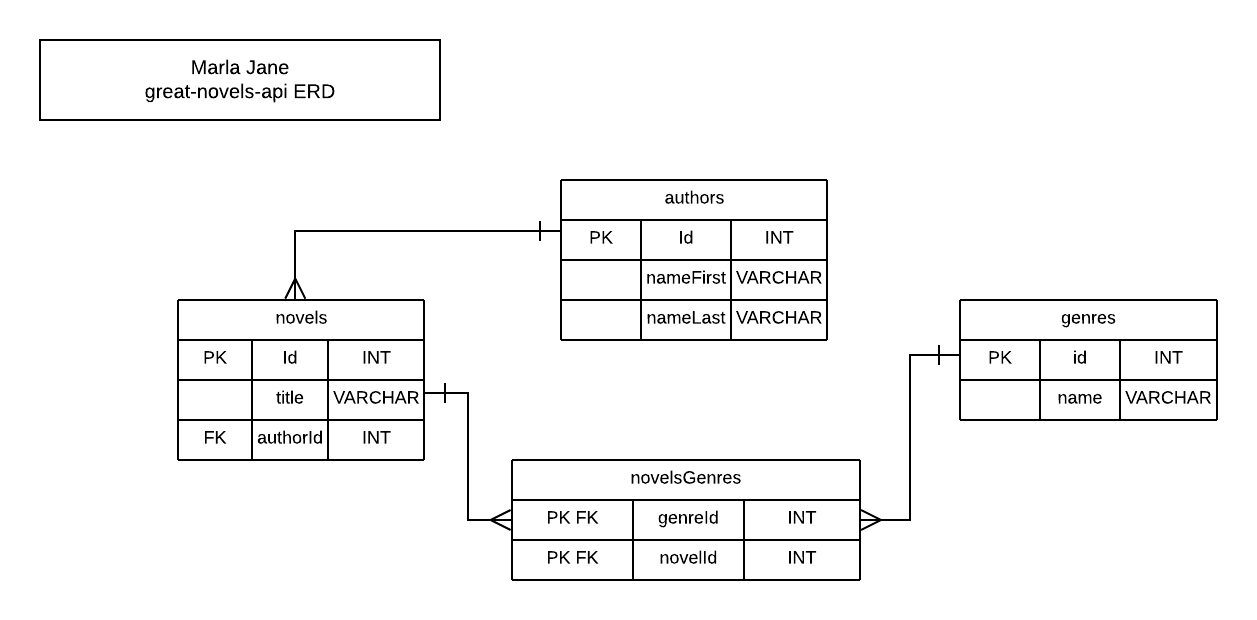 Marla Jane
great-novels-api ERD
authors
PK Id INT
nameFirst VARCHAR
nameLast VARCHAR
novels
PK Id INT
title VARCHAR
FK authorId INT
genres
PK id INT
name VARCHAR
novelsGenres
PK FK genreId INT
PK FK novelId INT